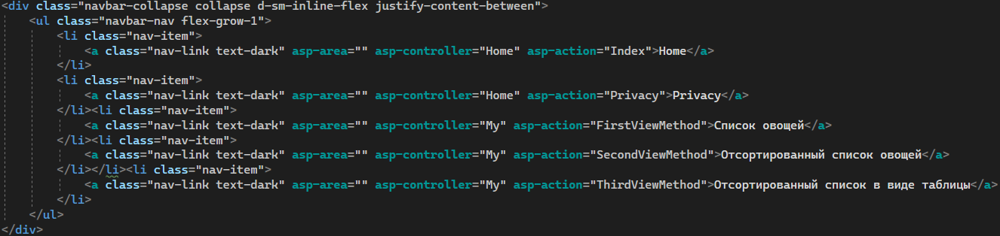 <div class="navbar-collapse collapse d-sm-inline-flex justify-content-between">
<ul class="navbar-nav flex-grow-1">
<li class="nav-item">
<a class="nav-link text-dark" asp-area="" asp-controller="Home" asp-action="Index">Home</a>
</li>
<li class="nav-item">
<a class="nav-link text-dark" asp-area="" asp-controller="Home" asp-action="Privacy">Privacy</a>
</li><li class="nav-item">
<a class="nav-link text-dark" asp-area="" asp-controller="My" asp-action="FirstViewMethod">Список овощей</a>
</li><li class="nav-item">
<a class="nav-link text-dark" asp-area="" asp-controller="My" asp-action="SecondViewMethod">Отсортированный список овощей</a>
</li></li><li class="nav-item">
<a class="nav-link text-dark" asp-area="" asp-controller="My" asp-action="ThirdViewMethod">Отсортированный список в виде таблицы</a>
</li>
</ul>
</div>